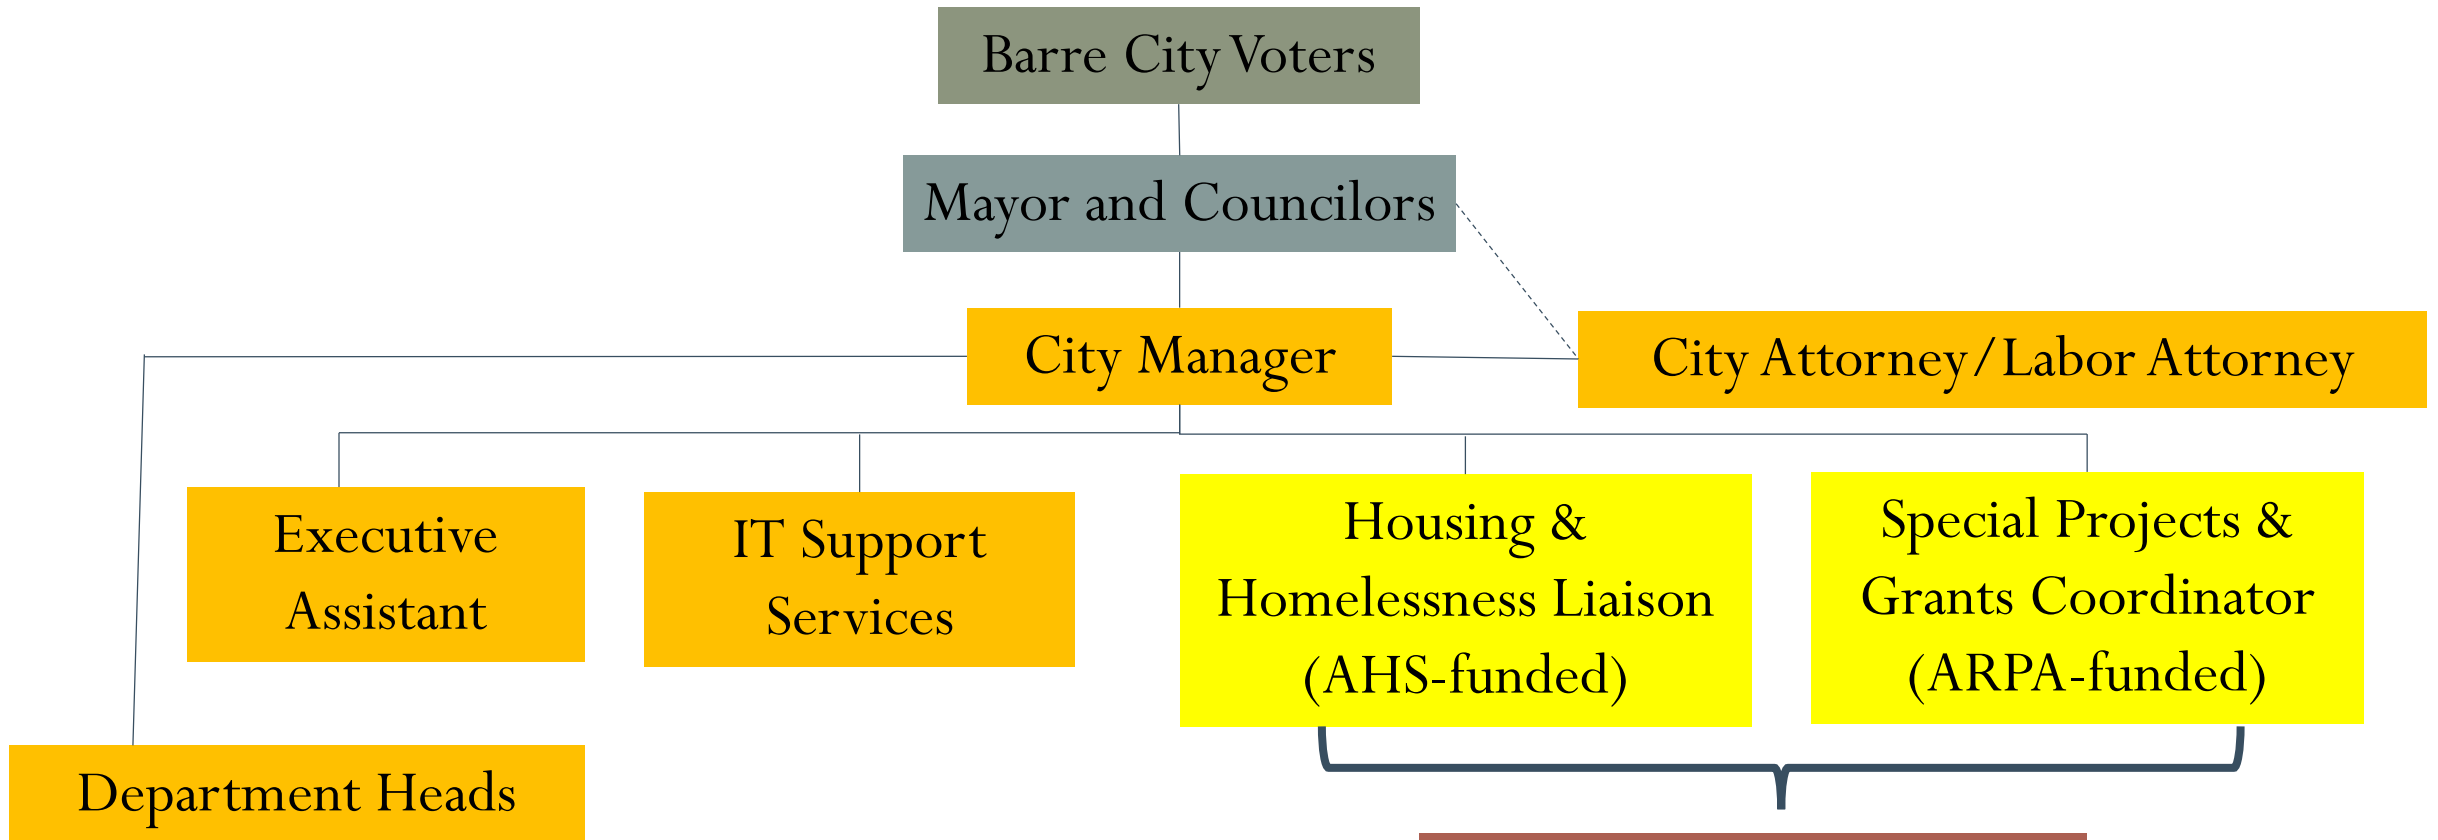 Barre City Voters
Mayor and Councilors
City Manager
City Attorney/Labor Attorney
Executive
Assistant
IT Support
Services
Housing &
Homelessness Liaison
(AHS-funded)
Special Projects &
Grants Coordinator
(ARPA-funded)
Department Heads